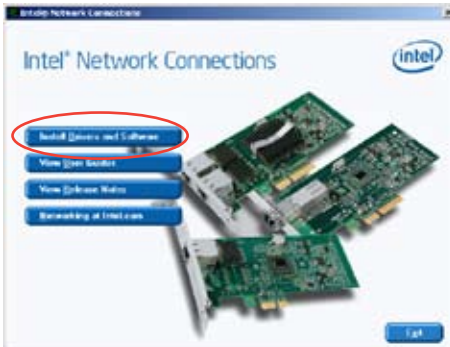 Intel® Network Connections
Intel® Network Connections
intel
Install Drivers and Software
View User Guides
View Release Notes
Networking at Intel.com
Exit